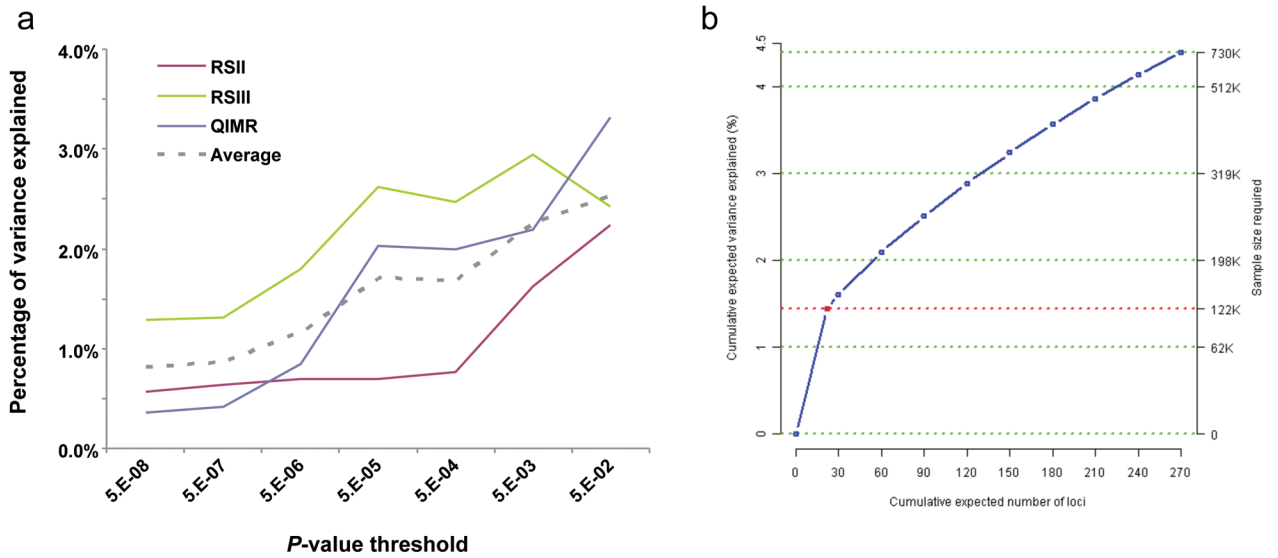 a
4.0%
3.0%
2.0%
1.0%
0.0%
Percentage of variance explained
RSII
RSIII
QIMR
Average
5.E-08
5.E-07
5.E-06
5.E-05
5.E-04
5.E-03
5.E-02
P-value threshold
b
4.5
4
3
2
1
0
Cumulative expected variance explained (%)
730K
512K
319K
198K
122K
62K
0
Sample size required
0 30 60 90 120 150 180 210 240 270
Cumulative expected number of loci